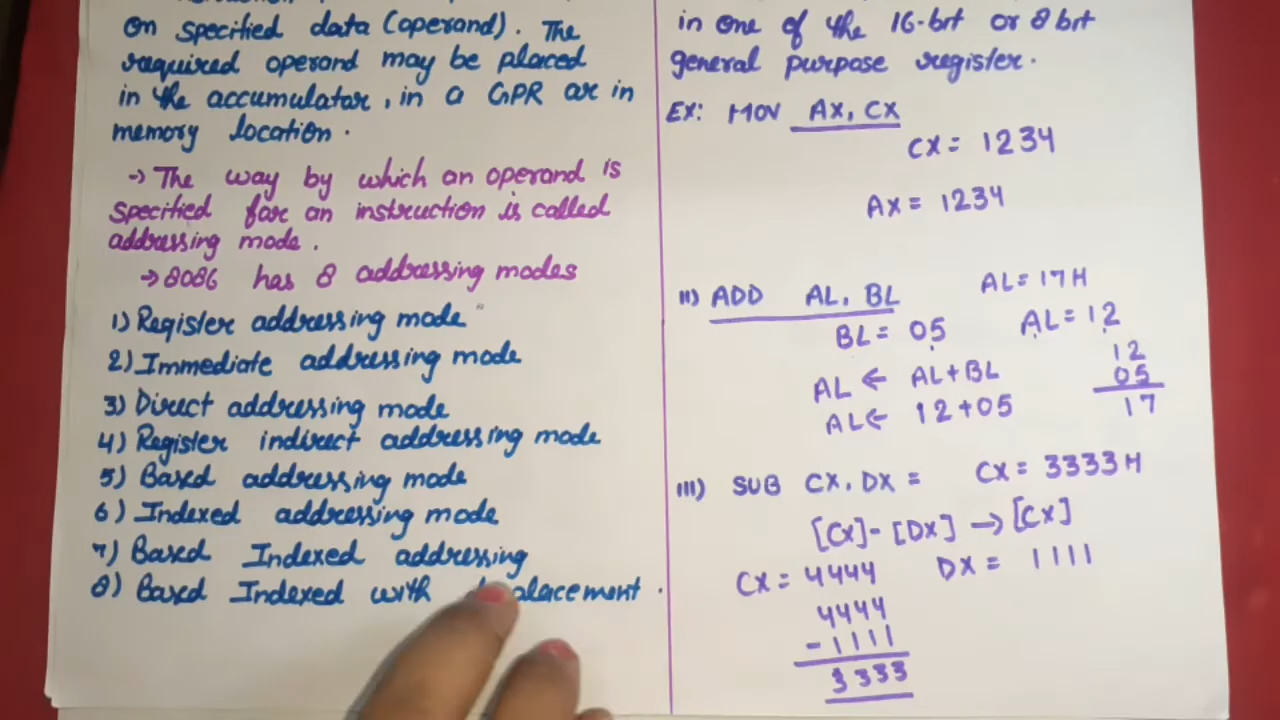 on specified data (operand). The
required operand may be placed
in the accumulator, in a GPR or in
memory location.
-> The way by which an operand is
specified for an instruction is called
addressing mode.
-> 8086 has 8 addressing modes
1) Register addressing mode
2) Immediate addressing mode
3) Direct addressing mode
4) Register indirect addressing mode
5) Based addressing mode
6) Indexed addressing mode
7) Based Indexed addressing
8) Based Indexed with placement.
in one of the 16-bit or 8 bit
general purpose register.
EX: MOV AX, CX
CX = 1234
AX = 1234
II) ADD AL, BL AL = 17H
BL = 05 AL = 12
AL ← AL+BL
AL ← 12+05
12
05
17
III) SUB CX, DX = CX = 3333H
[CX] - [DX] → [CX]
CX = 4444 DX = 1111
4444
-1111
3333